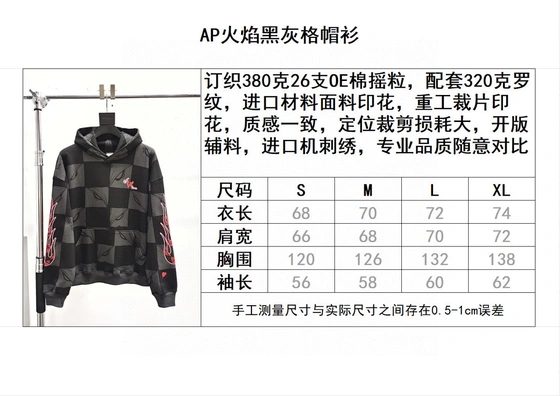 AP火焰黑灰格帽衫
订织380克26支OE棉摇粒，配套320克罗
纹，进口材料面料印花，重工裁片印
花，质感一致，定位裁剪损耗大，开版
辅料，进口机刺绣，专业品质随意对比
尺码 S M L XL
衣长 68 70 72 74
肩宽 66 68 70 72
胸围 120 126 132 138
袖长 56 58 60 62
手工测量尺寸与实际尺寸之间存在0.5-1cm误差